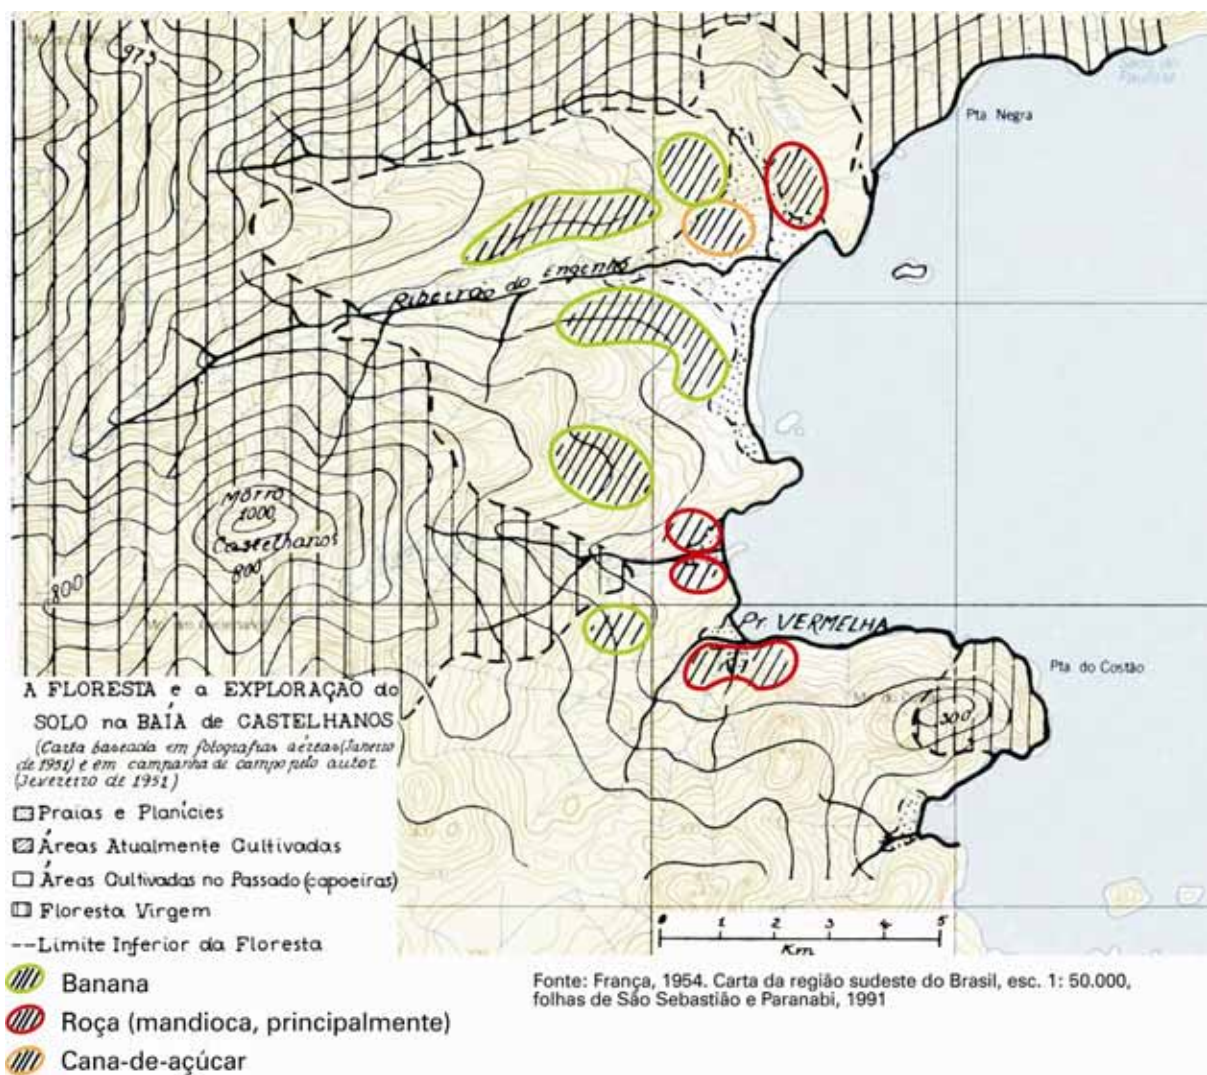 973
Pta Negra
Ribeirão do Engenho
Môrro
1000
Castelhanos
800
800
Pr. VERMELHA
Pta do Costão
300
A FLORESTA e a EXPLORAÇÃO do
SOLO na BAÍA de CASTELHANOS
(Carta baseada em fotografias aéreas (Janeiro
de 1951) e em campanha de campo pelo autor
(Fevereiro de 1951)
Praias e Planícies
Áreas Atualmente Cultivadas
Áreas Cultivadas no Passado (capoeiras)
Floresta Virgem
Limite Inferior da Floresta
0 1 2 3 4 5
Km
Banana
Roça (mandioca, principalmente)
Cana-de-açúcar
Fonte: França, 1954. Carta da região sudeste do Brasil, esc. 1: 50.000,
folhas de São Sebastião e Paranabi, 1991